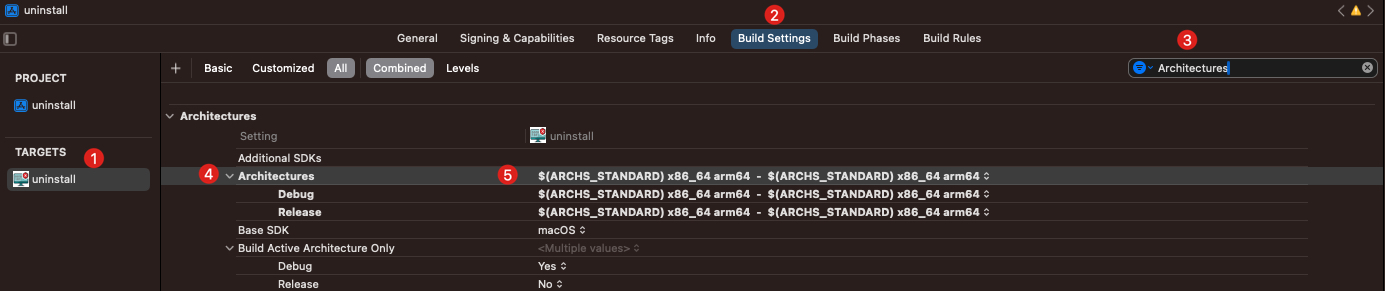 uninstall
2
3
General Signing & Capabilities Resource Tags Info Build Settings Build Phases Build Rules
+ Basic Customized All Combined Levels Architectures
PROJECT
uninstall
TARGETS 1
uninstall
Architectures
Setting uninstall
Additional SDKs
4 Architectures 5 $(ARCHS_STANDARD) x86_64 arm64 - $(ARCHS_STANDARD) x86_64 arm64
Debug $(ARCHS_STANDARD) x86_64 arm64 - $(ARCHS_STANDARD) x86_64 arm64
Release $(ARCHS_STANDARD) x86_64 arm64 - $(ARCHS_STANDARD) x86_64 arm64
Base SDK macOS
Build Active Architecture Only <Multiple values>
Debug Yes
Release No